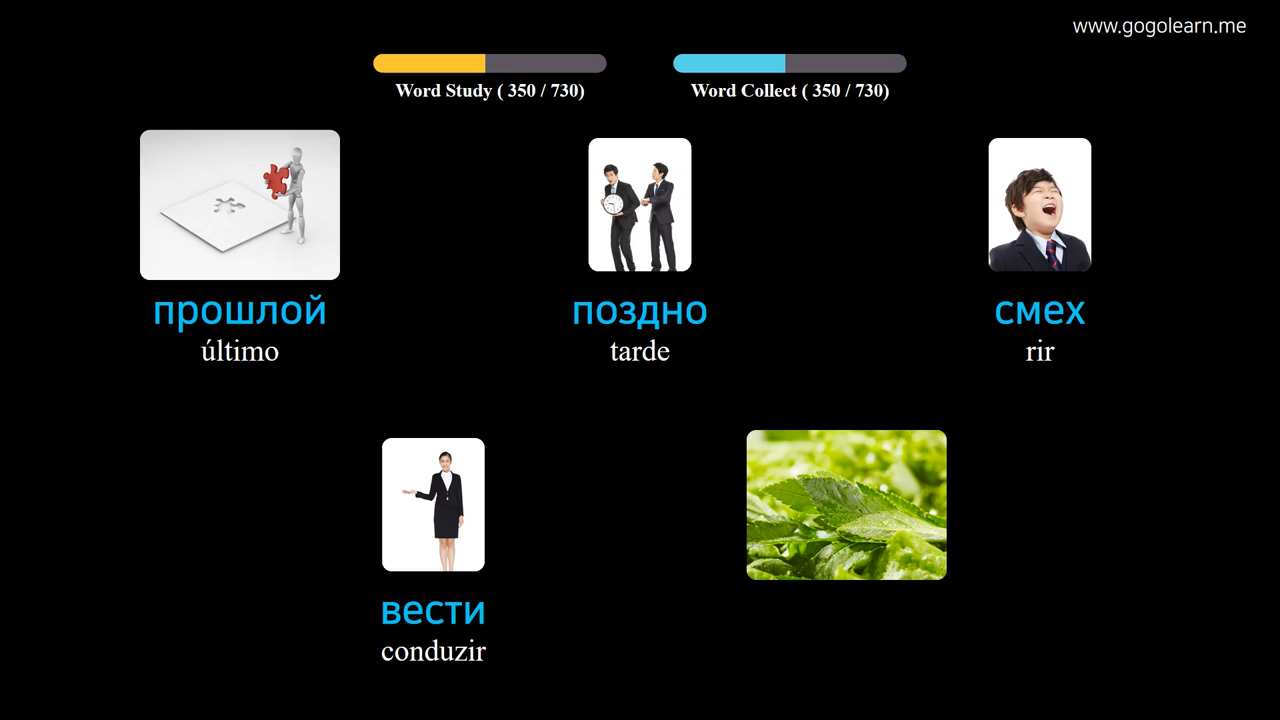 www.gogolearn.me
Word Study ( 350 / 730)
Word Collect ( 350 / 730)
прошлой
último
поздно
tarde
смех
rir
вести
conduzir